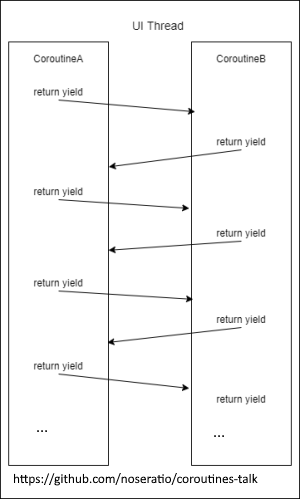 UI Thread
CoroutineA
CoroutineB
return yield
return yield
return yield
return yield
return yield
return yield
return yield
return yield
...
...
https://github.com/noseratio/coroutines-talk